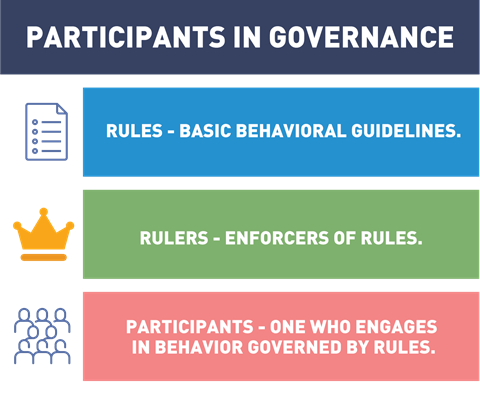 PARTICIPANTS IN GOVERNANCE
RULES - BASIC BEHAVIORAL GUIDELINES.
RULERS - ENFORCERS OF RULES.
PARTICIPANTS - ONE WHO ENGAGES
IN BEHAVIOR GOVERNED BY RULES.